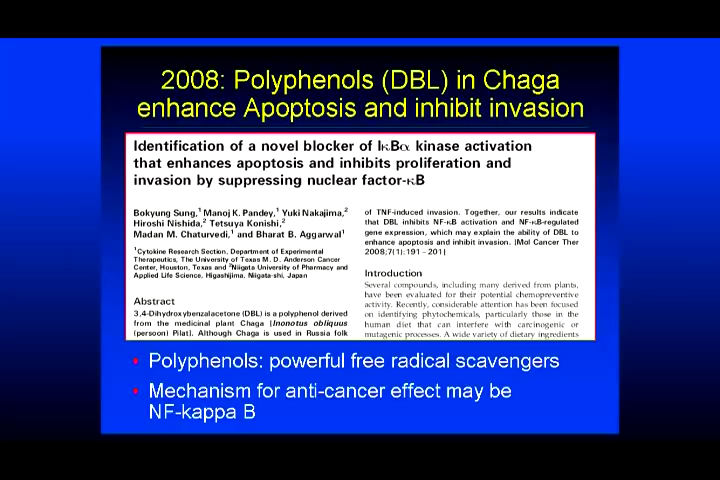 2008: Polyphenols (DBL) in Chaga
enhance Apoptosis and inhibit invasion
Identification of a novel blocker of IκBα kinase activation
that enhances apoptosis and inhibits proliferation and
invasion by suppressing nuclear factor-κB
Bokyung Sung,¹ Manoj K. Pandey,¹ Yuki Nakajima,²
Hiroshi Nishida,² Tetsuya Konishi,²
Madan M. Chaturvedi,¹ and Bharat B. Aggarwal¹
¹Cytokine Research Section, Department of Experimental
Therapeutics, The University of Texas M. D. Anderson Cancer
Center, Houston, Texas and ²Niigata University of Pharmacy and
Applied Life Science, Higashijima, Niigata-shi, Japan
Abstract
3,4-Dihydroxybenzalacetone (DBL) is a polyphenol derived
from the medicinal plant Chaga [Inonotus obliquus
(persoon) Pilat]. Although Chaga is used in Russia folk
of TNF-induced invasion. Together, our results indicate
that DBL inhibits NF-κB activation and NF-κB-regulated
gene expression, which may explain the ability of DBL to
enhance apoptosis and inhibit invasion. [Mol Cancer Ther
2008;7(1):191–201]
Introduction
Several compounds, including many derived from plants,
have been evaluated for their potential chemopreventive
activity. Recently, considerable attention has been focused
on identifying phytochemicals, particularly those in the
human diet that can interfere with carcinogenic or
mutagenic processes. A wide variety of dietary ingredients
• Polyphenols: powerful free radical scavengers
• Mechanism for anti-cancer effect may be
NF-kappa B